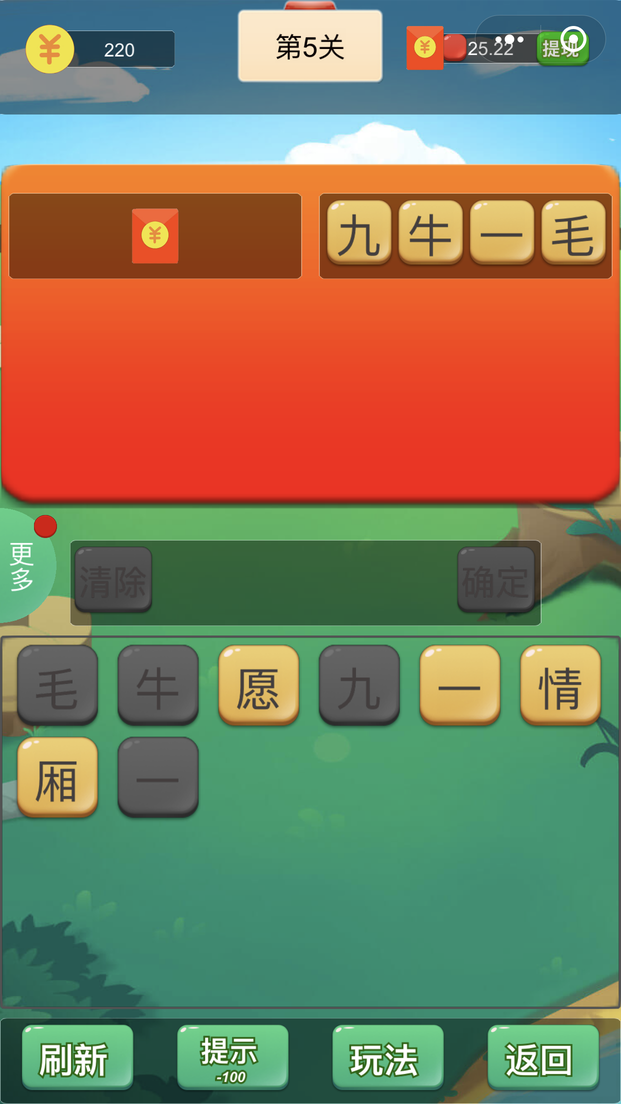 220
第5关
25.22
提现
九 牛 一 毛
更多
清除
确定
毛 牛 愿 九 一 情
厢 一
刷新
提示
-100
玩法
返回